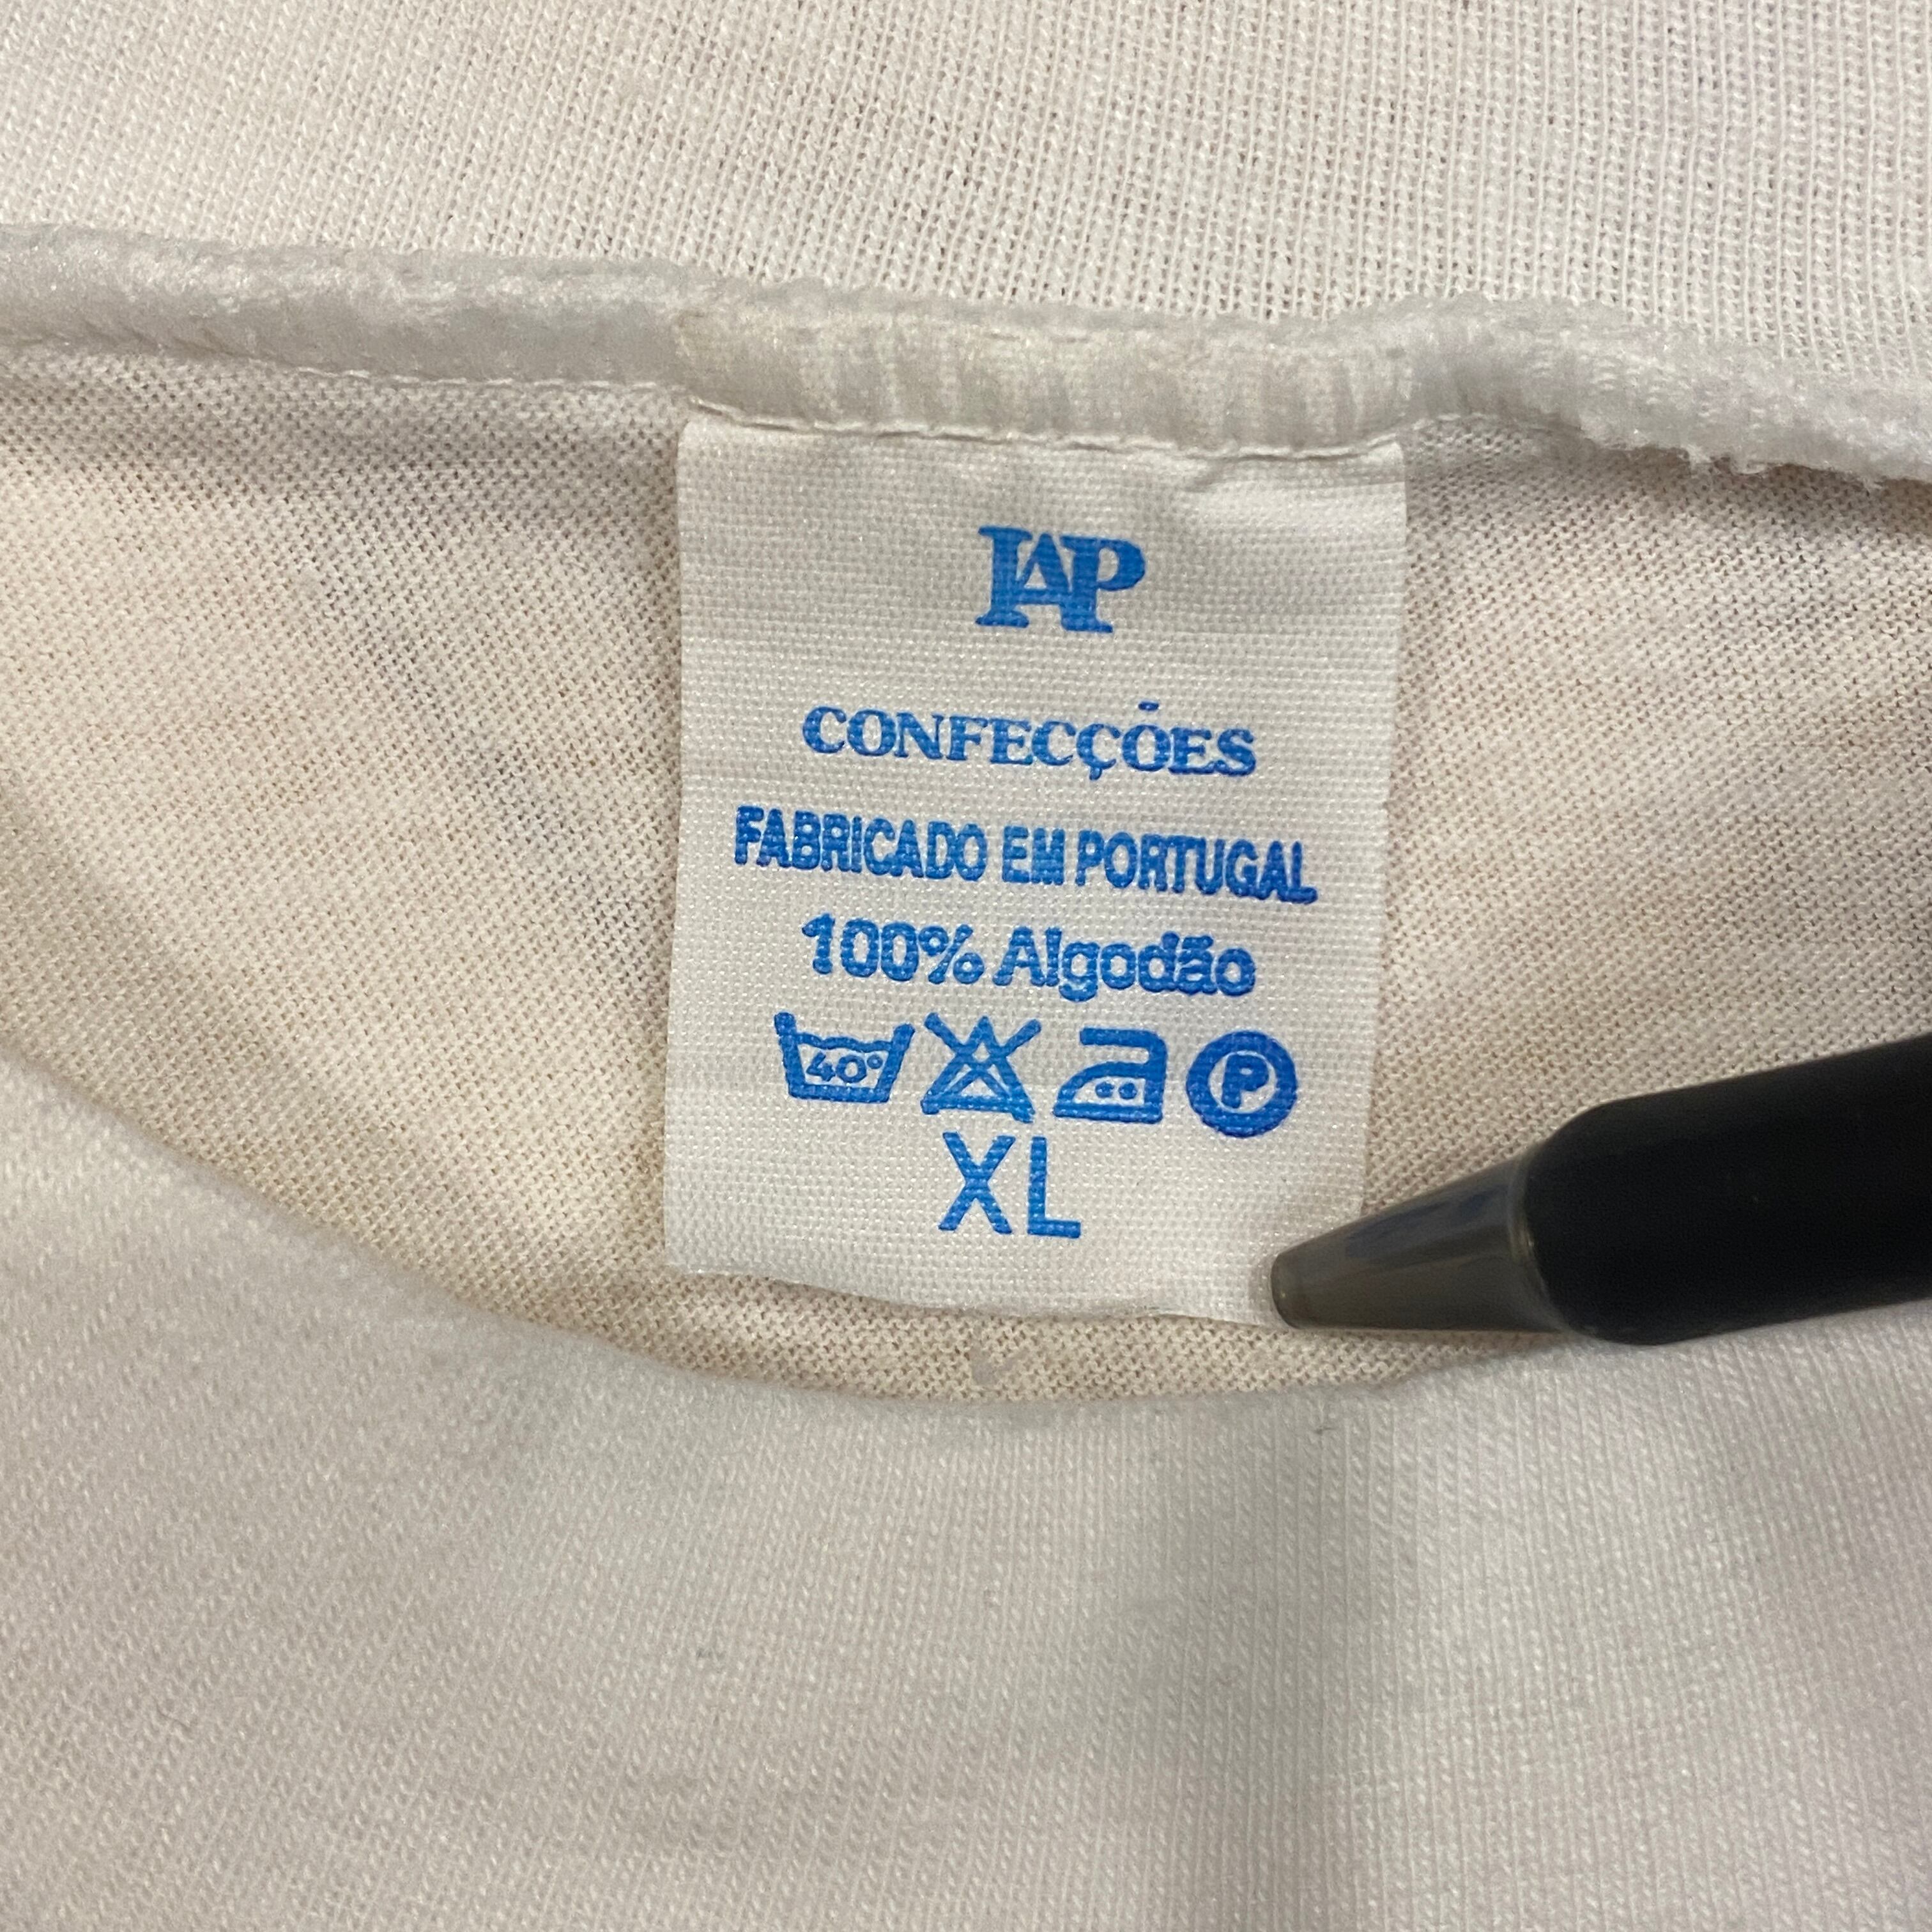 IAP
CONFECÇÕES
FABRICADO EM PORTUGAL
100% Algodão
40° P
XL